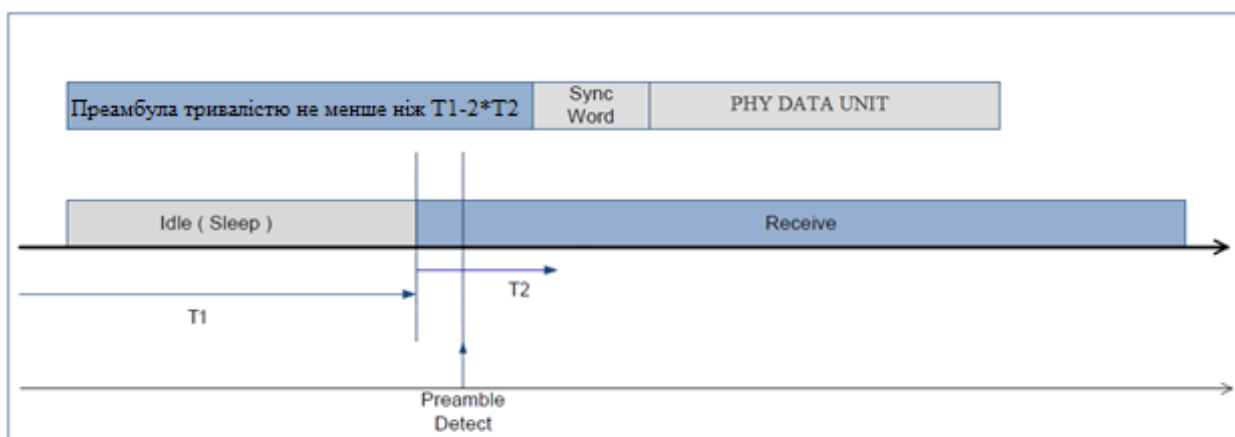 Преамбула тривалістю не менше ніж T1-2*T2
Sync
Word
PHY DATA UNIT
Idle ( Sleep )
Receive
T2
T1
Preamble
Detect